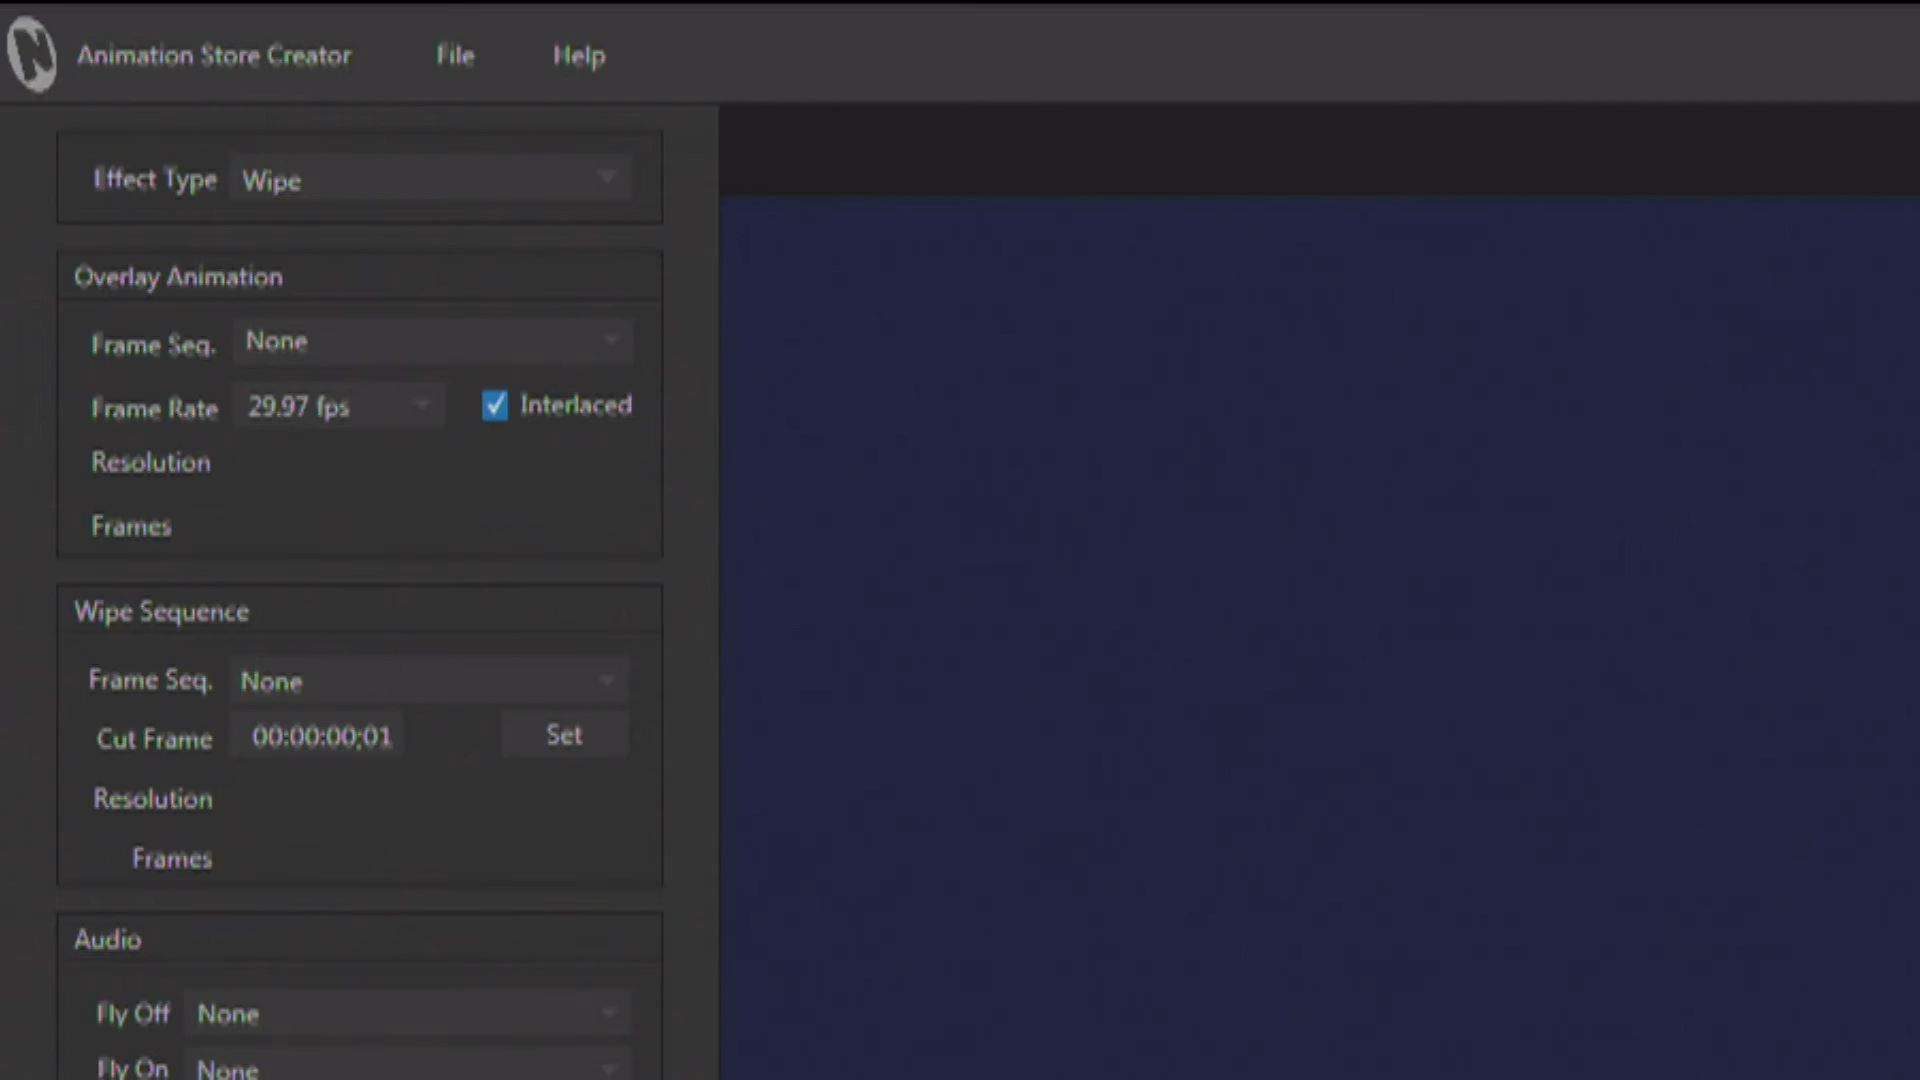 Animation Store Creator File Help
Effect Type Wipe
Overlay Animation
Frame Seq. None
Frame Rate 29.97 fps Interlaced
Resolution
Frames
Wipe Sequence
Frame Seq. None
Cut Frame 00:00:00;01 Set
Resolution
Frames
Audio
Fly Off None
Fly On None